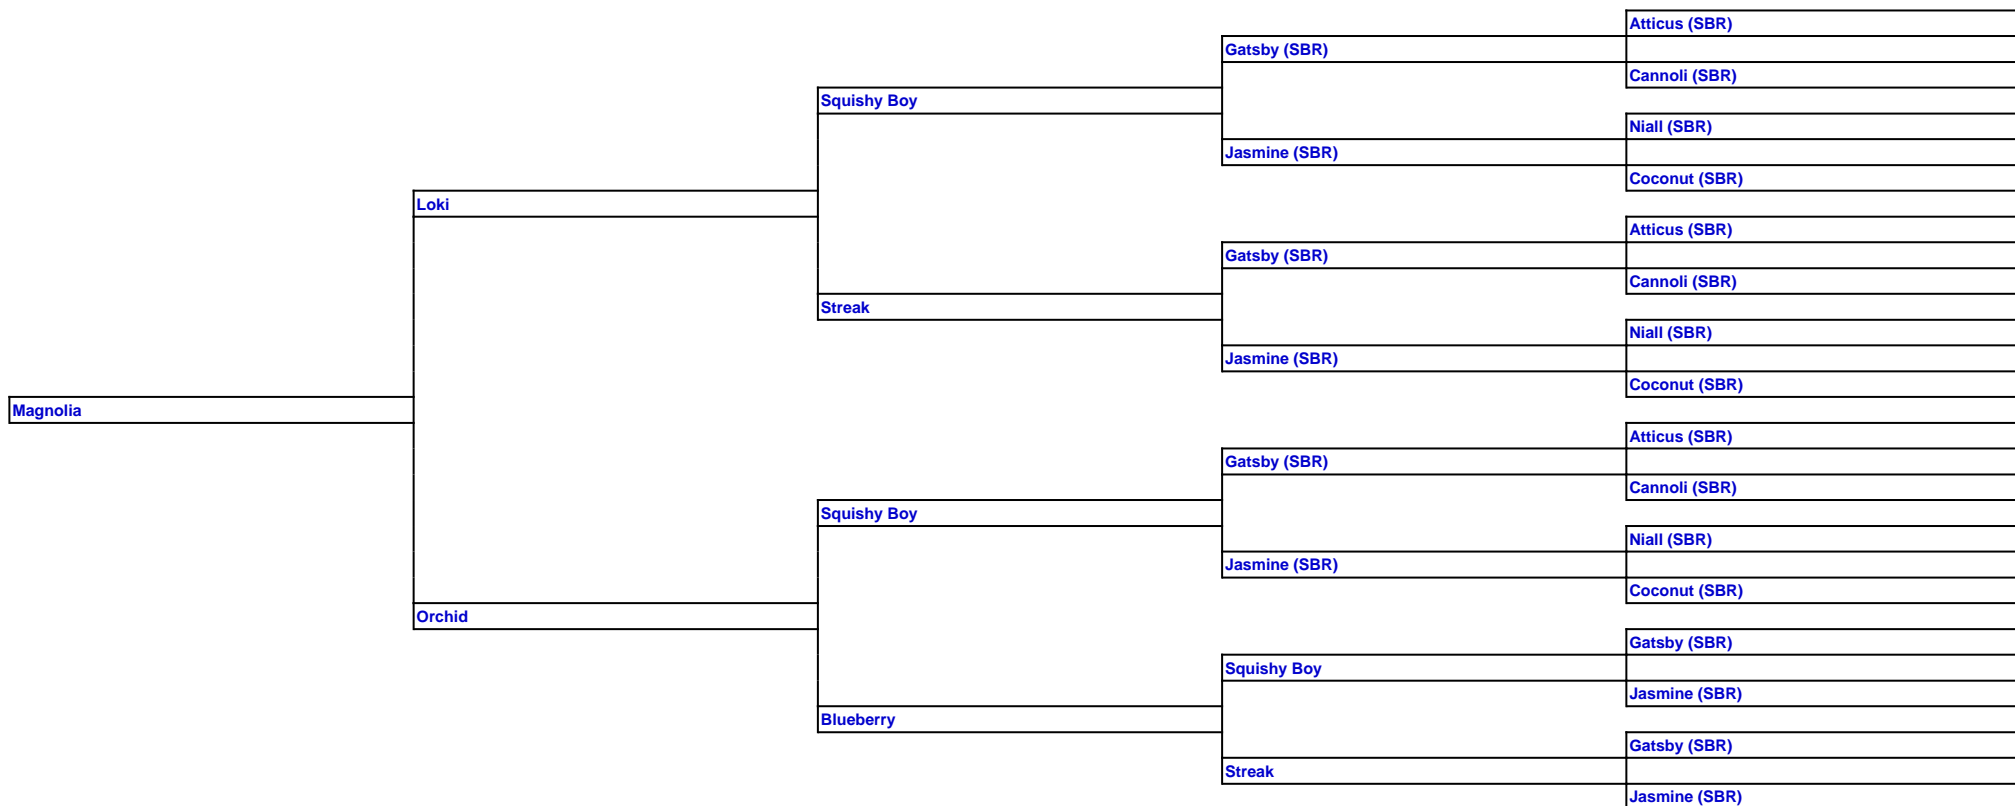 Atticus (SBR)
Gatsby (SBR)
Cannoli (SBR)
Squishy Boy
Niall (SBR)
Jasmine (SBR)
Coconut (SBR)
Loki
Atticus (SBR)
Gatsby (SBR)
Cannoli (SBR)
Streak
Niall (SBR)
Jasmine (SBR)
Coconut (SBR)
Magnolia
Atticus (SBR)
Gatsby (SBR)
Cannoli (SBR)
Squishy Boy
Niall (SBR)
Jasmine (SBR)
Coconut (SBR)
Orchid
Gatsby (SBR)
Squishy Boy
Jasmine (SBR)
Blueberry
Gatsby (SBR)
Streak
Jasmine (SBR)